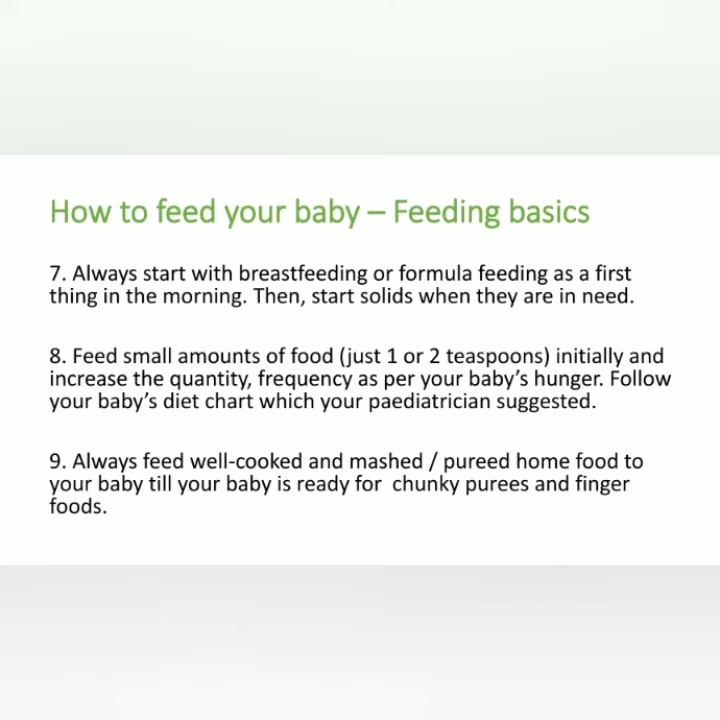 How to feed your baby – Feeding basics
7. Always start with breastfeeding or formula feeding as a first
thing in the morning. Then, start solids when they are in need.
8. Feed small amounts of food (just 1 or 2 teaspoons) initially and
increase the quantity, frequency as per your baby's hunger. Follow
your baby's diet chart which your paediatrician suggested.
9. Always feed well-cooked and mashed / pureed home food to
your baby till your baby is ready for  chunky purees and finger
foods.